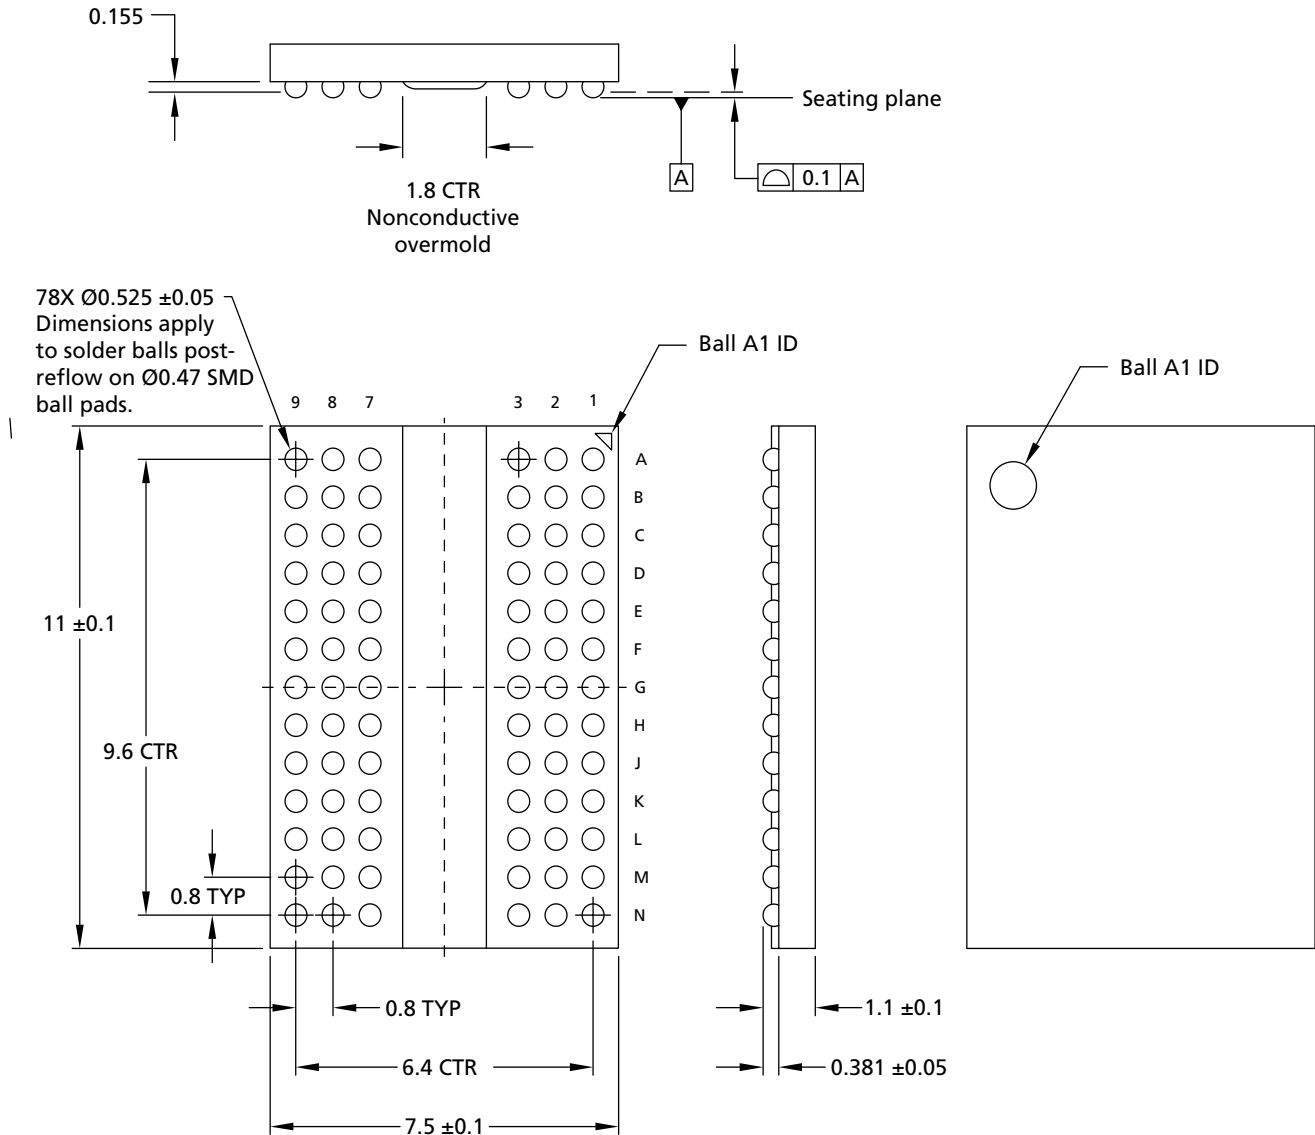 0.155
Seating plane
A
0.1 A
1.8 CTR
Nonconductive
overmold
78X Ø0.525 ±0.05
Dimensions apply
to solder balls post-
reflow on Ø0.47 SMD
ball pads.
Ball A1 ID
Ball A1 ID
9 8 7 3 2 1
A
B
C
D
E
F
G
H
J
K
L
M
N
11 ±0.1
9.6 CTR
0.8 TYP
0.8 TYP
1.1 ±0.1
6.4 CTR
0.381 ±0.05
7.5 ±0.1